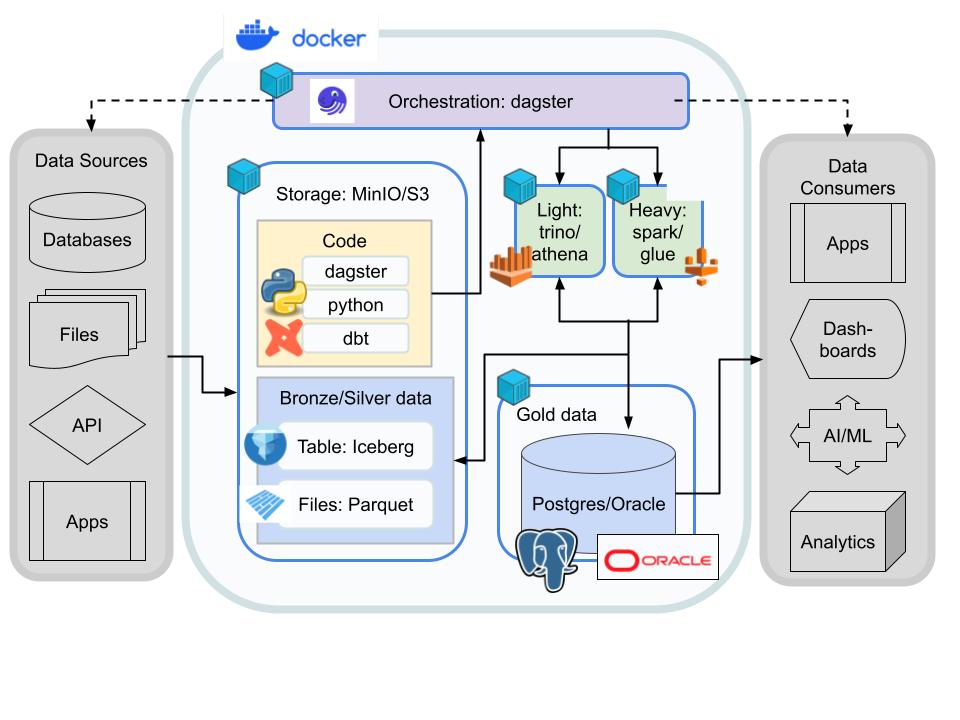 docker
Orchestration: dagster
Data Sources
Databases
Files
API
Apps
Storage: MinIO/S3
Code
dagster
python
dbt
Bronze/Silver data
Table: Iceberg
Files: Parquet
Light:
trino/
athena
Heavy:
spark/
glue
Gold data
Postgres/Oracle
ORACLE
Data
Consumers
Apps
Dash-
boards
AI/ML
Analytics